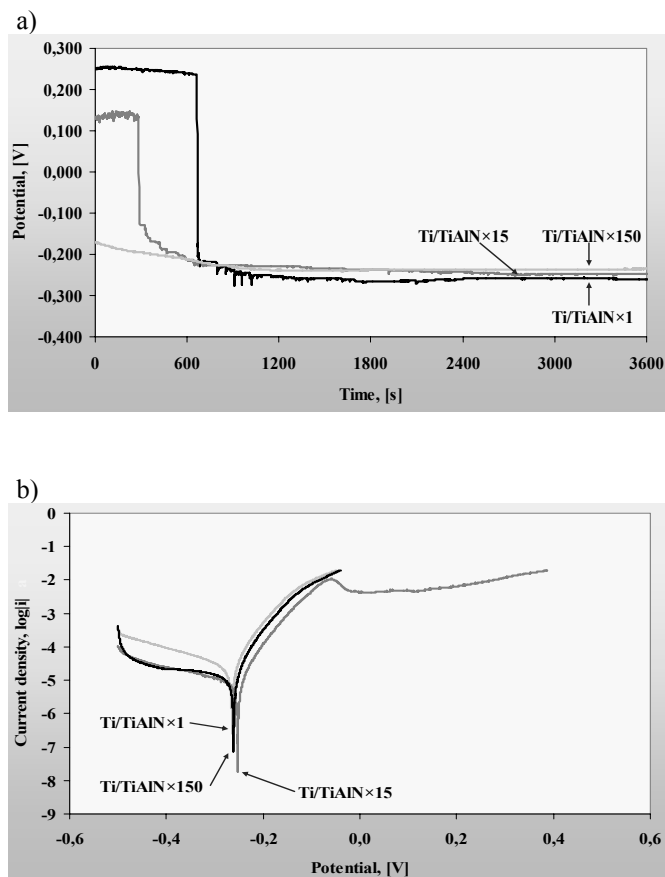 a)
0,300
0,200
0,100
0,000
-0,100
-0,200
-0,300
-0,400
Potential, [V]
Ti/TiAlN×15
Ti/TiAlN×150
Ti/TiAlN×1
0 600 1200 1800 2400 3000 3600
Time, [s]
b)
0
-1
-2
-3
-4
-5
-6
-7
-8
-9
Current density, log|i|
Ti/TiAlN×1
Ti/TiAlN×150
Ti/TiAlN×15
-0,6 -0,4 -0,2 0,0 0,2 0,4 0,6
Potential, [V]